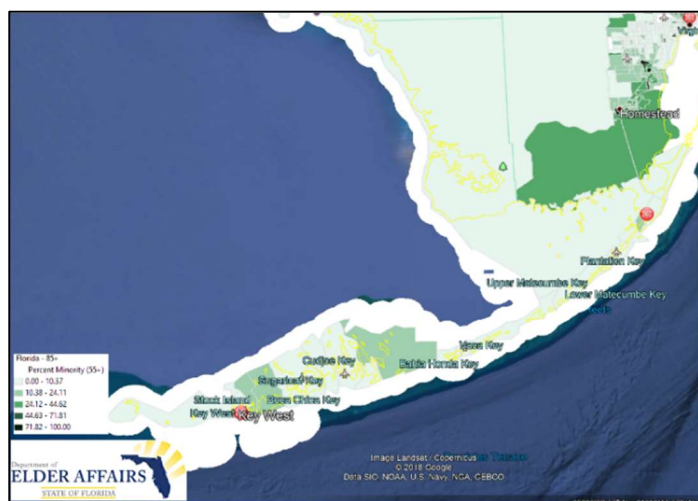 Virgin
Homestead
Plantation Key
Upper Matecumbe Key
Lower Matecumbe Key
Vaca Key
Cudjoe Key
Bahia Honda Key
Sugarloaf Key
Stock Island
Boca Chica Key
Key West
Key West
Florida - 85+
Percent Minority (55+)
0.00 - 10.37
10.38 - 24.11
24.12 - 44.62
44.63 - 71.81
71.82 - 100.00
Image Landsat / Copernicus
© 2018 Google
Data SIO, NOAA, U.S. Navy, NGA, GEBCO
Department of
ELDER AFFAIRS
STATE OF FLORIDA